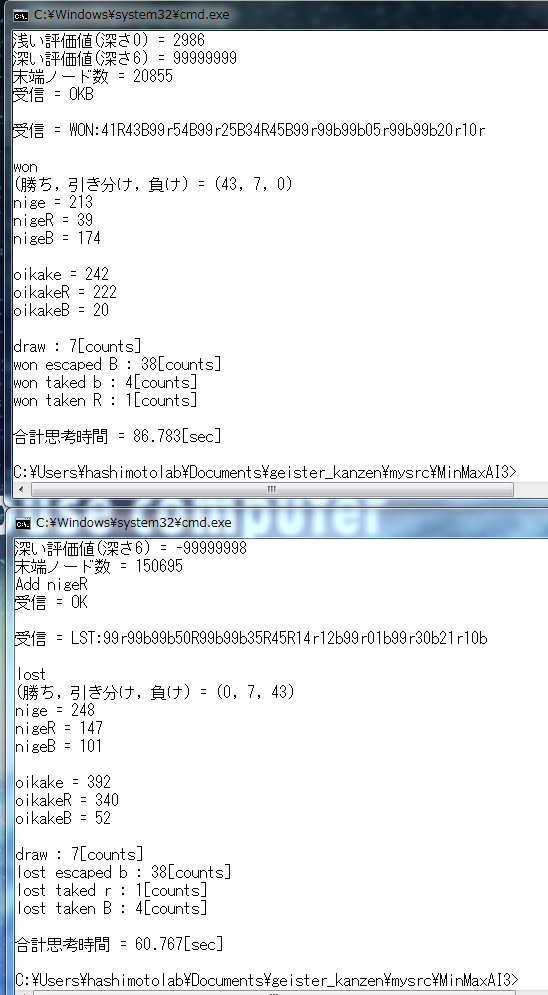 C:¥Windows¥system32¥cmd.exe
浅い評価値(深さ0) = 2986
深い評価値(深さ6) = 99999999
末端ノード数 = 20855
受信 = OKB
受信 = WON:41R43B99r54B99r25B34R45B99r99b99b05r99b99b20r10r
won
(勝ち, 引き分け, 負け) = (43, 7, 0)
nige = 213
nigeR = 39
nigeB = 174
oikake = 242
oikakeR = 222
oikakeB = 20
draw : 7[counts]
won escaped B : 38[counts]
won taked b : 4[counts]
won taken R : 1[counts]
合計思考時間 = 86.783[sec]
C:¥Users¥hashimotolab¥Documents¥geister_kanzen¥mysrc¥MinMaxAI3>
use computer
C:¥Windows¥system32¥cmd.exe
深い評価値(深さ6) = -99999998
末端ノード数 = 150695
Add nigeR
受信 = OK
受信 = LST:99r99b99b50R99b99b35R45R14r12b99r01b99r30b21r10b
lost
(勝ち, 引き分け, 負け) = (0, 7, 43)
nige = 248
nigeR = 147
nigeB = 101
oikake = 392
oikakeR = 340
oikakeB = 52
draw : 7[counts]
lost escaped b : 38[counts]
lost taked r : 1[counts]
lost taken B : 4[counts]
合計思考時間 = 60.767[sec]
C:¥Users¥hashimotolab¥Documents¥geister_kanzen¥mysrc¥MinMaxAI3>